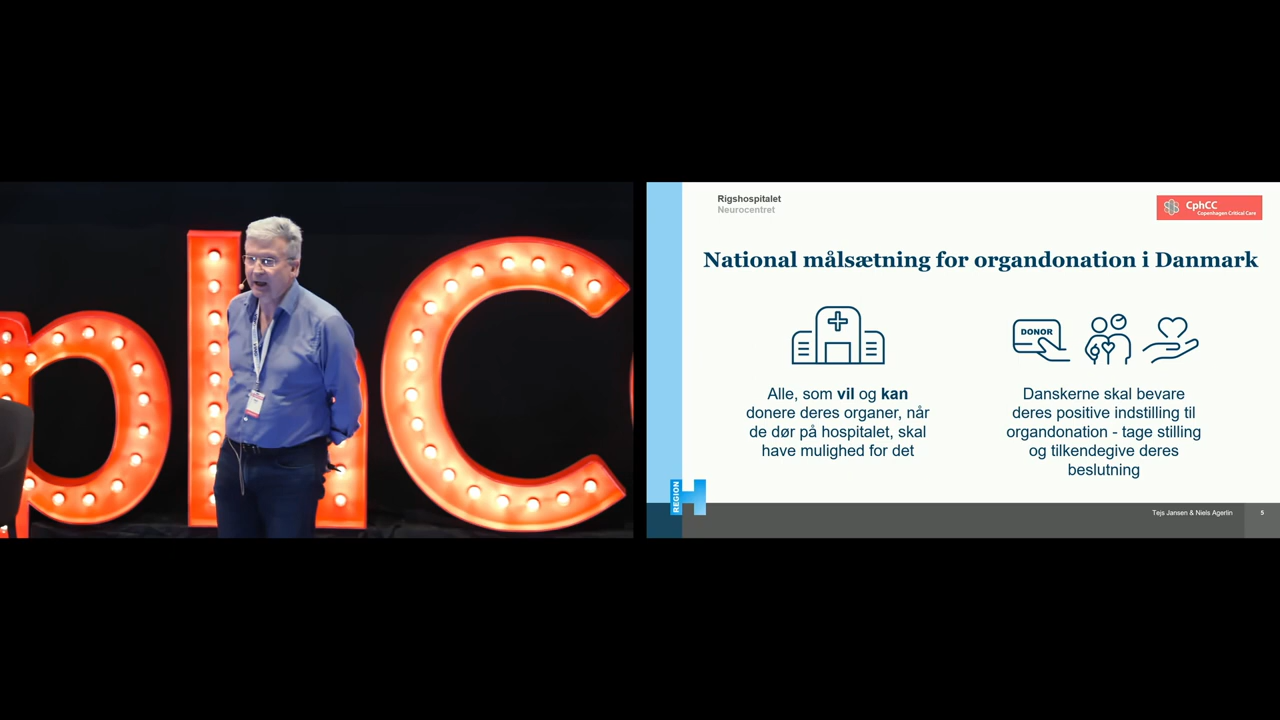 phC
Rigshospitalet
Neurocentret
CphCC
Copenhagen Critical Care
National målsætning for organdonation i Danmark
DONOR
Alle, som vil og kan
donere deres organer, når
de dør på hospitalet, skal
have mulighed for det
Danskerne skal bevare
deres positive indstilling til
organdonation - tage stilling
og tilkendegive deres
beslutning
REGION
H
Tejs Jansen & Niels Agerlin
5